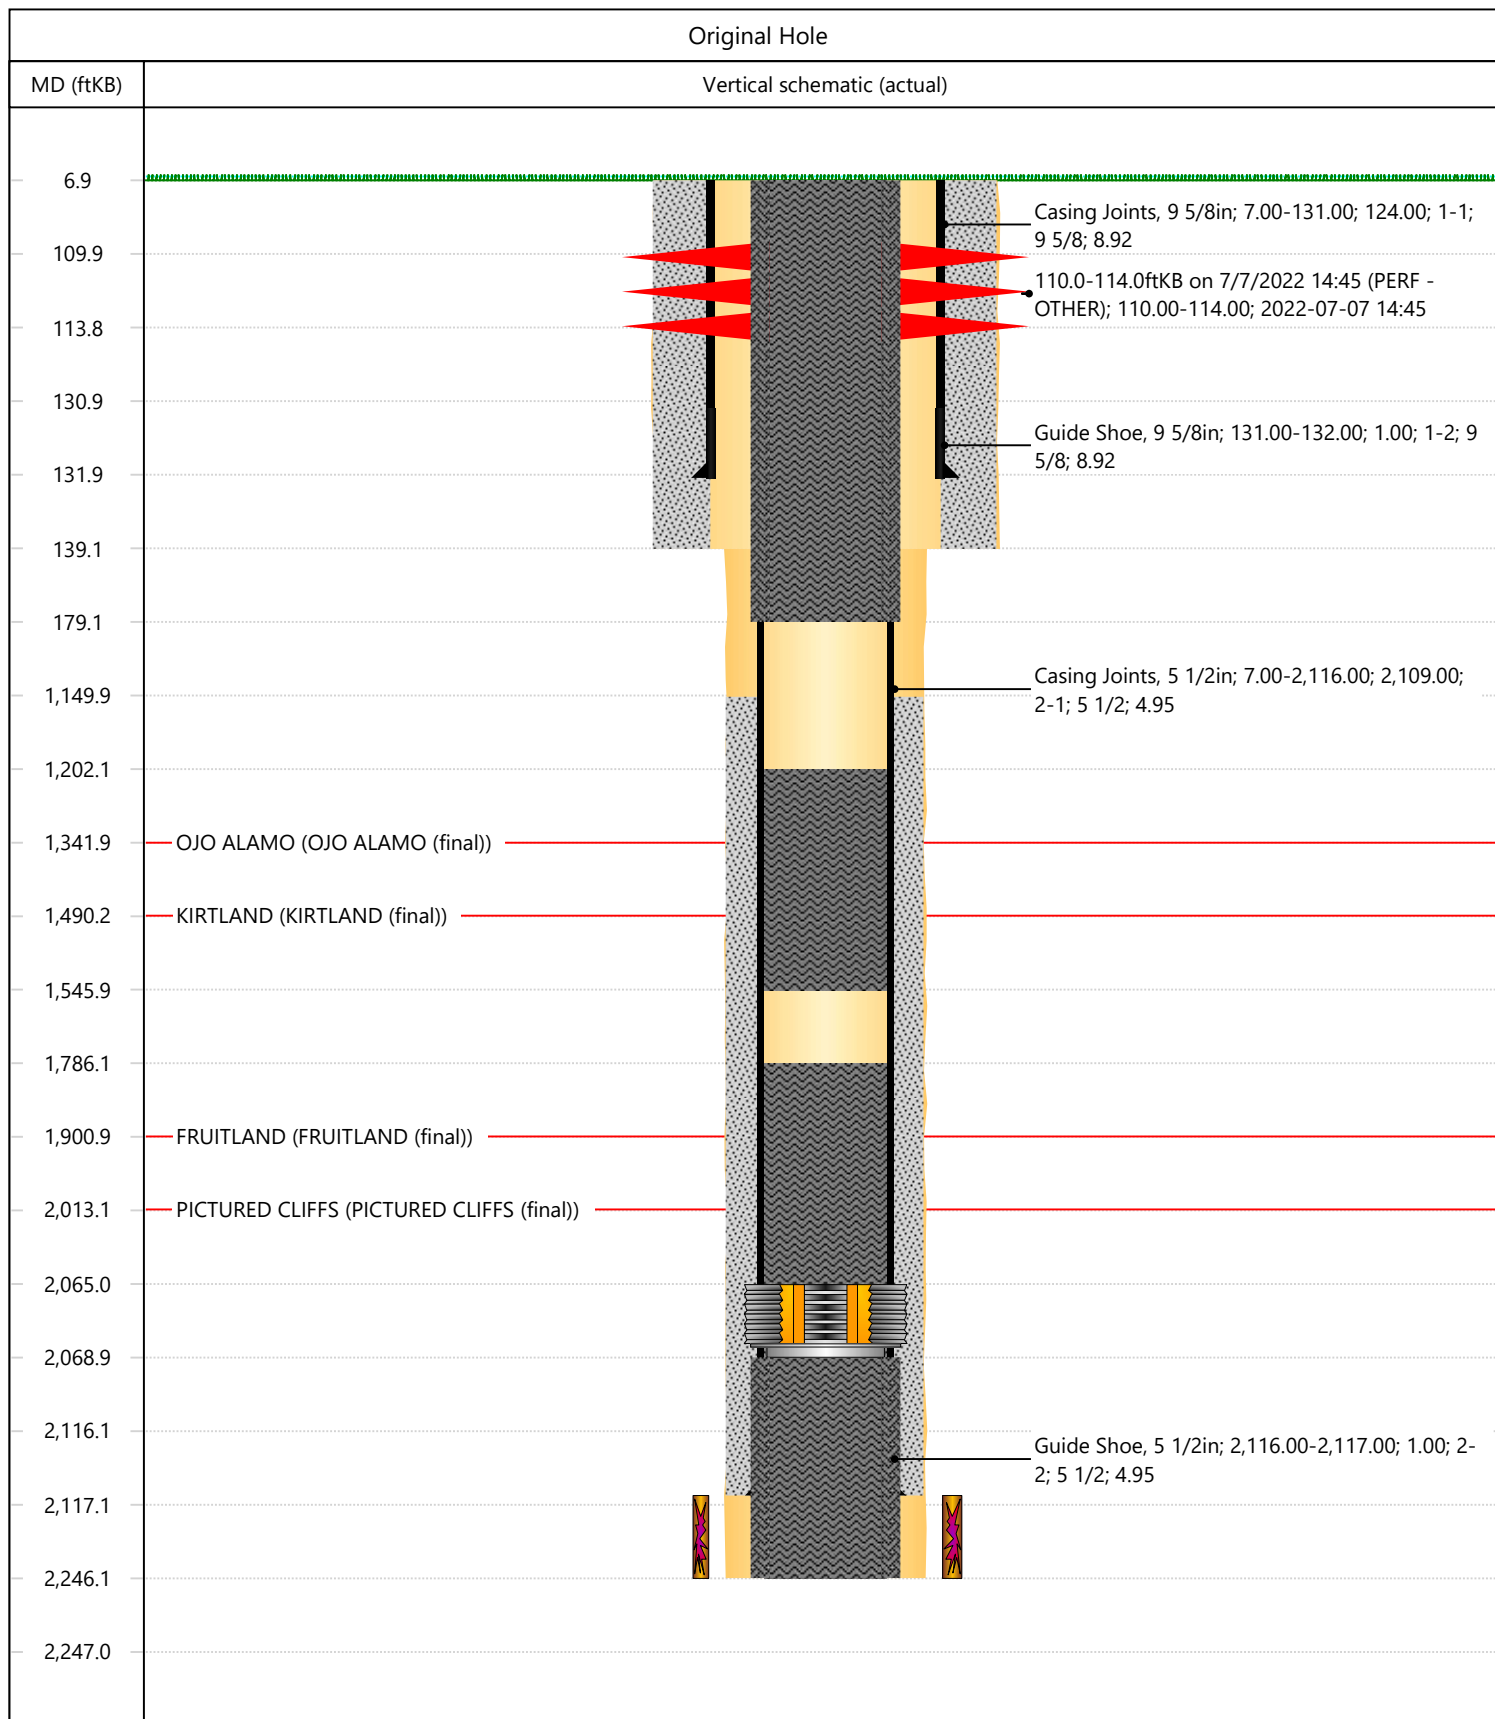 Original Hole
MD (ftKB)
Vertical schematic (actual)
6.9
Casing Joints, 9 5/8in; 7.00-131.00; 124.00; 1-1;
9 5/8; 8.92
109.9
110.0-114.0ftKB on 7/7/2022 14:45 (PERF -
OTHER); 110.00-114.00; 2022-07-07 14:45
113.8
130.9
Guide Shoe, 9 5/8in; 131.00-132.00; 1.00; 1-2; 9
5/8; 8.92
131.9
139.1
179.1
Casing Joints, 5 1/2in; 7.00-2,116.00; 2,109.00;
2-1; 5 1/2; 4.95
1,149.9
1,202.1
1,341.9
OJO ALAMO (OJO ALAMO (final))
1,490.2
KIRTLAND (KIRTLAND (final))
1,545.9
1,786.1
1,900.9
FRUITLAND (FRUITLAND (final))
2,013.1
PICTURED CLIFFS (PICTURED CLIFFS (final))
2,065.0
2,068.9
2,116.1
Guide Shoe, 5 1/2in; 2,116.00-2,117.00; 1.00; 2-
2; 5 1/2; 4.95
2,117.1
2,246.1
2,247.0